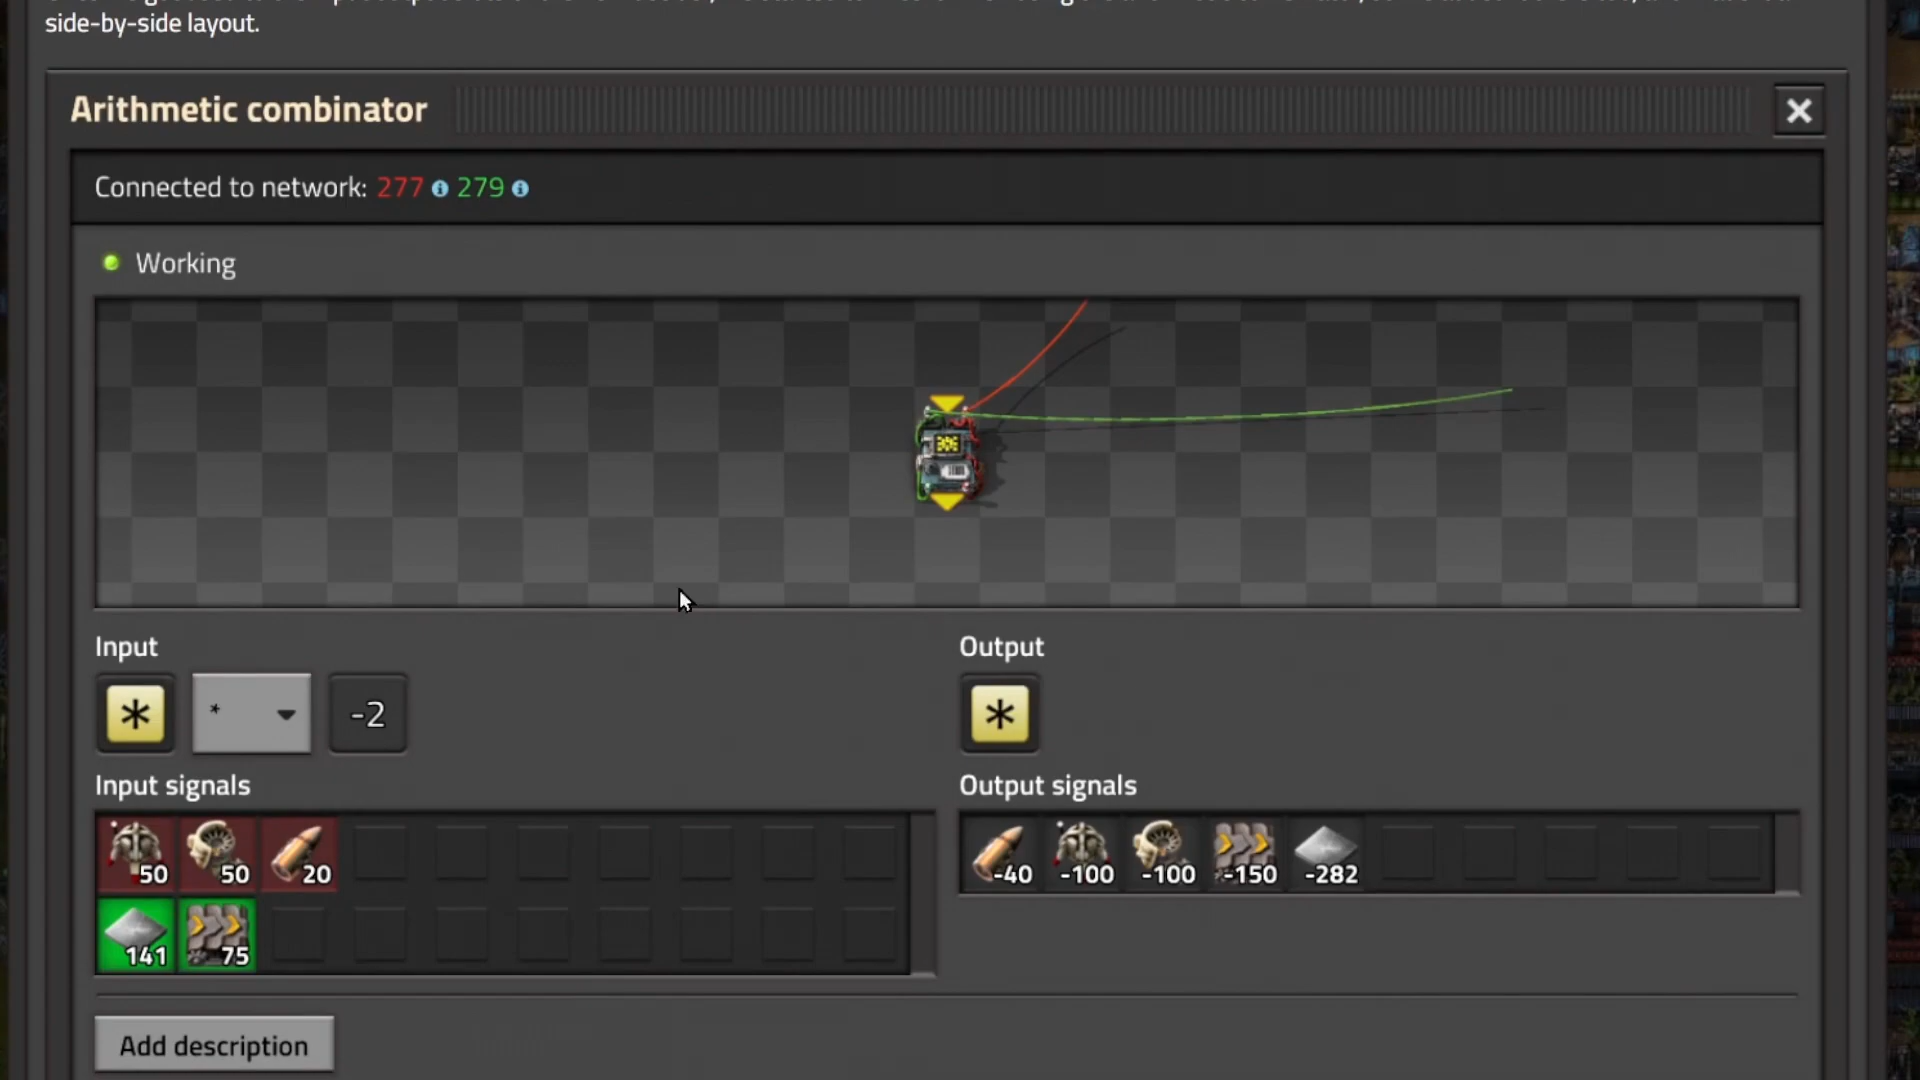 side-by-side layout.
Arithmetic combinator
Connected to network: 277 279
Working
Input
Output
* * -2
*
Input signals
Output signals
50 50 20
-40 -100 -100 -150 -282
141 75
Add description